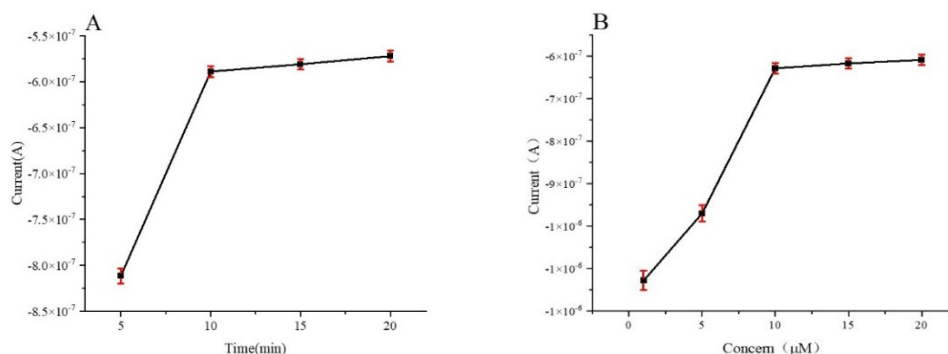 A
Current(A)
-5.5×10⁻⁷
-6.0×10⁻⁷
-6.5×10⁻⁷
-7.0×10⁻⁷
-7.5×10⁻⁷
-8.0×10⁻⁷
-8.5×10⁻⁷
5 10 15 20
Time(min)
B
Current（A）
-6×10⁻⁷
-7×10⁻⁷
-8×10⁻⁷
-9×10⁻⁷
-1×10⁻⁶
-1×10⁻⁶
-1×10⁻⁶
0 5 10 15 20
Concern（μM）